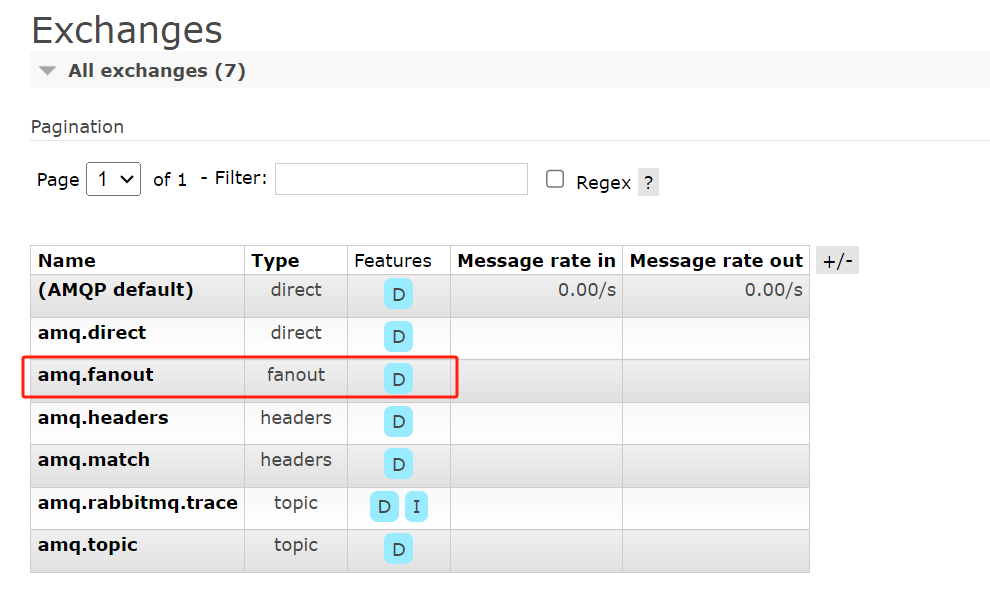 Exchanges
All exchanges (7)
Pagination
Page 1 of 1 - Filter: Regex ?
Name Type Features Message rate in Message rate out +/-
(AMQP default) direct D 0.00/s 0.00/s
amq.direct direct D
amq.fanout fanout D
amq.headers headers D
amq.match headers D
amq.rabbitmq.trace topic D I
amq.topic topic D